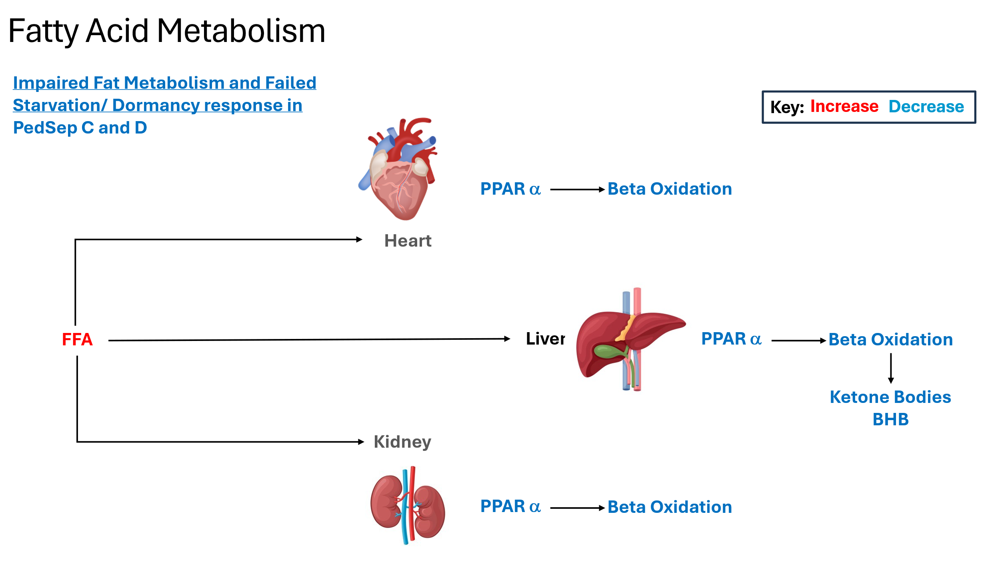 Fatty Acid Metabolism
Impaired Fat Metabolism and Failed
Starvation/ Dormancy response in
PedSep C and D
Key: Increase Decrease
PPAR α
Beta Oxidation
Heart
FFA
Liver
PPAR α
Beta Oxidation
Ketone Bodies
BHB
Kidney
PPAR α
Beta Oxidation